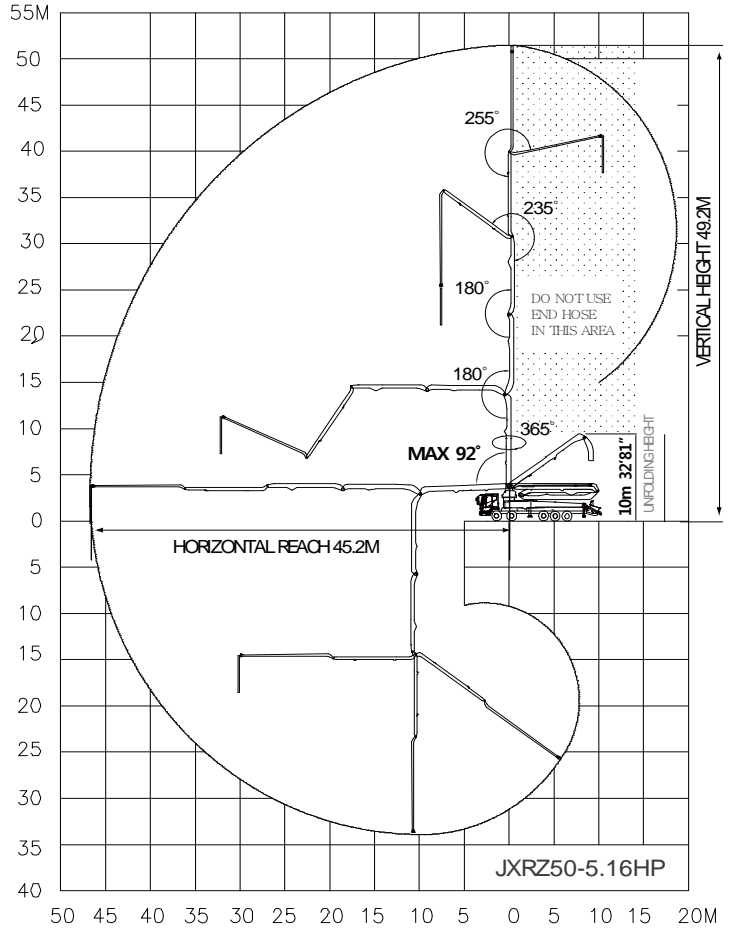 55M
50
45
40
35
30
25
20
15
10
5
0
5
10
15
20
25
30
35
40
255°
235°
180°
180°
365°
MAX 92°
DO NOT USE
END HOSE
IN THIS AREA
VERTICAL HEIGHT 49.2M
10m 32'81"
UNFOLDING HEIGHT
HORIZONTAL REACH 45.2M
JXRZ50-5.16HP
50 45 40 35 30 25 20 15 10 5 0 5 10 15M 20M